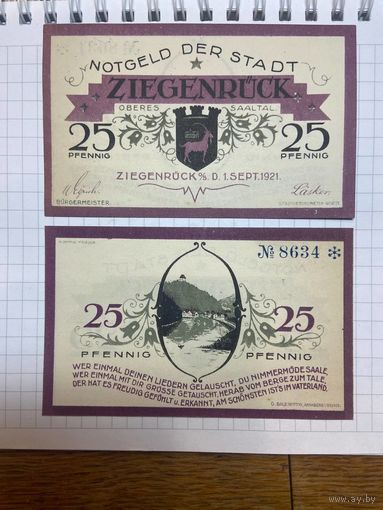 NOTGELD DER STADT
ZIEGENRÜCK
OBERES SAALTAL
25 25
PFENNIG PFENNIG
ZIEGENRÜCK a/S. D. 1. SEPT. 1921.
BÜRGERMEISTER
№ 8634 *
25 25
PFENNIG PFENNIG
WER EINMAL DEINEN LIEDERN GELAUSCHT, DU NIMMERMÜDE SAALE,
WER EINMAL MIT DIR GRÜSSE GETAUSCHT, HERAB VOM BERGE ZUM TALE,
DER HAT ES FREUDIG GEFÜHLT U. ERKANNT, AM SCHÖNSTEN IST'S IM VATERLAND.
www.ay.by